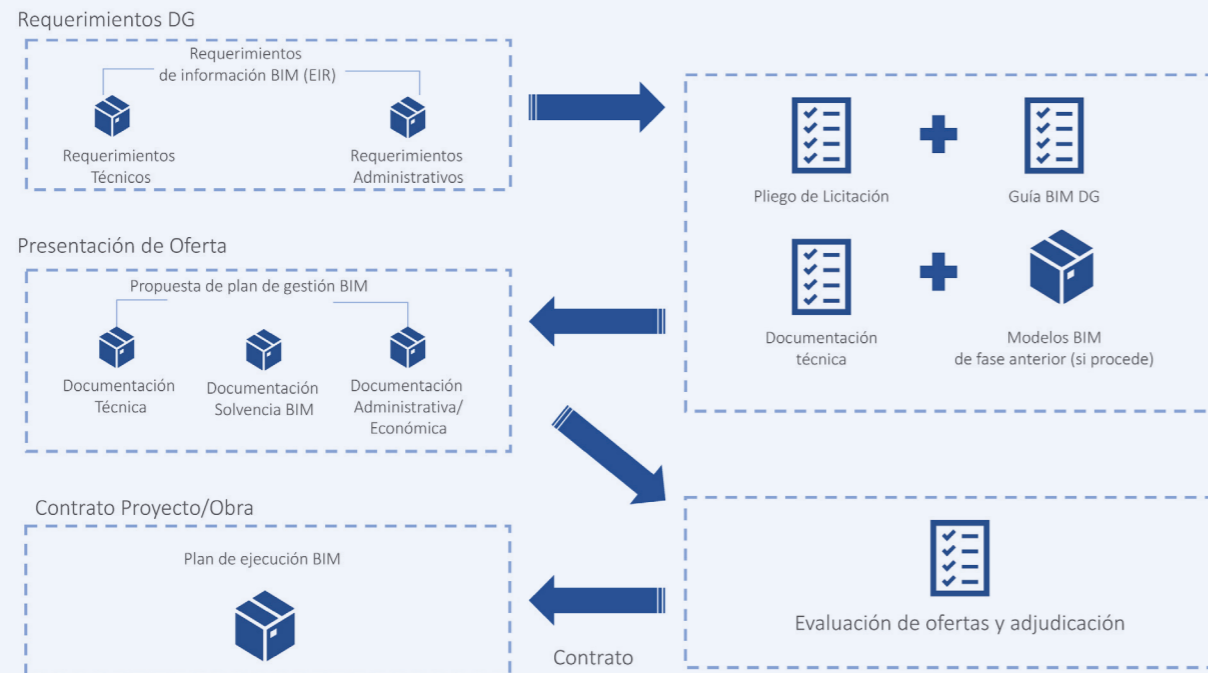 Requerimientos DG
Requerimientos
de información BIM (EIR)
Requerimientos
Técnicos
Requerimientos
Administrativos
Pliego de Licitación
Guía BIM DG
Documentación
técnica
Modelos BIM
de fase anterior (si procede)
Presentación de Oferta
Propuesta de plan de gestión BIM
Documentación
Técnica
Documentación
Solvencia BIM
Documentación
Administrativa/
Económica
Evaluación de ofertas y adjudicación
Contrato
Contrato Proyecto/Obra
Plan de ejecución BIM